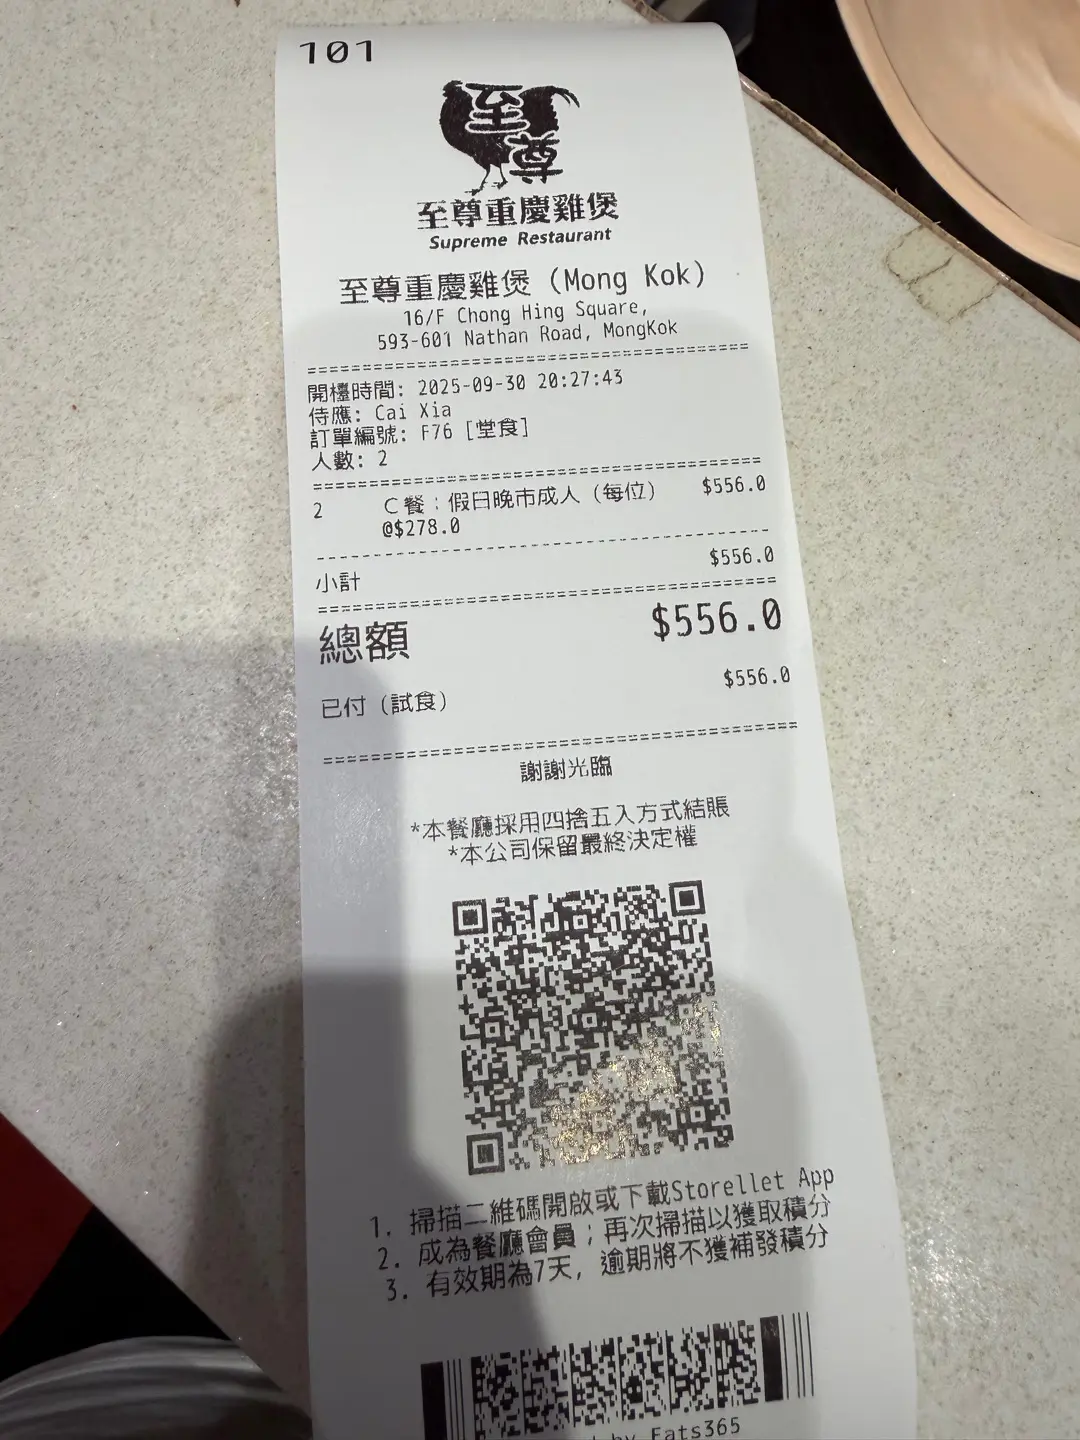 101
至尊
至尊重慶雞煲
Supreme Restaurant
至尊重慶雞煲 (Mong Kok)
16/F Chong Hing Square,
593-601 Nathan Road, MongKok
開檯時間: 2025-09-30 20:27:43
侍應: Cai Xia
訂單編號: F76 [堂食]
人數: 2
2 C餐：假日晚市成人 (每位) $556.0
@$278.0
小計 $556.0
總額 $556.0
已付 (試食) $556.0
謝謝光臨
*本餐廳採用四捨五入方式結賬
*本公司保留最終決定權
1. 掃描二維碼開啟或下載Storellet App
2. 成為餐廳會員；再次掃描以獲取積分
3. 有效期為7天, 逾期將不獲補發積分
by Eats365